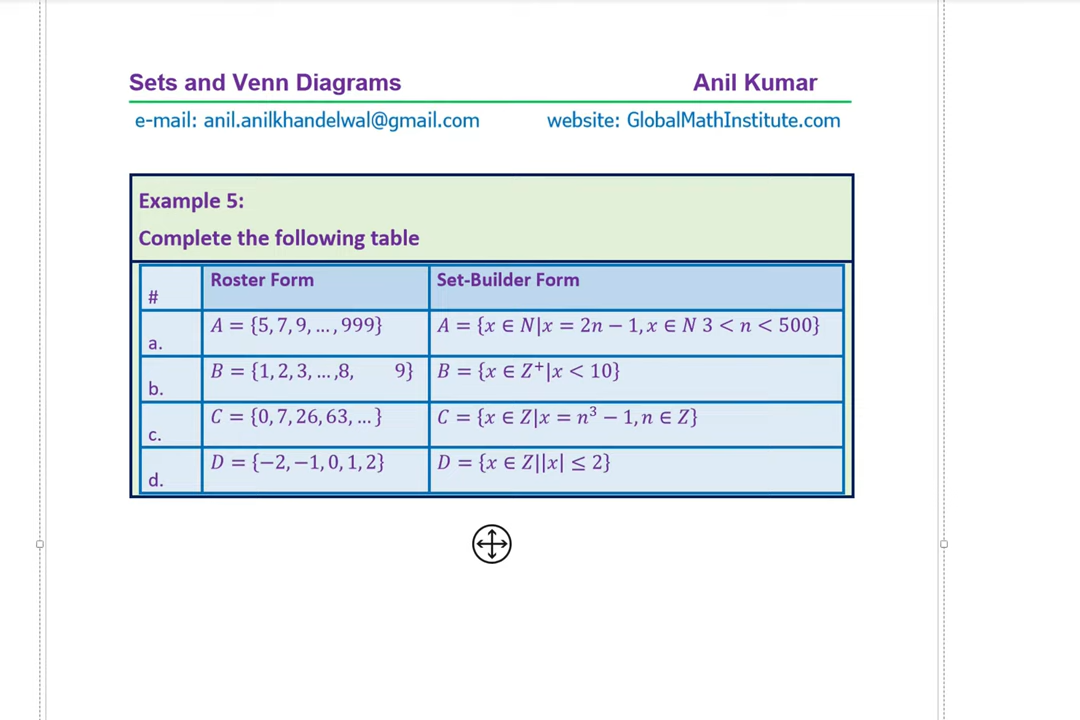 Sets and Venn Diagrams Anil Kumar
e-mail: anil.anilkhandelwal@gmail.com website: GlobalMathInstitute.com
Example 5:
Complete the following table
# Roster Form Set-Builder Form
a. A = {5, 7, 9, ..., 999} A = {x ∈ N|x = 2n − 1, x ∈ N 3 < n < 500}
b. B = {1, 2, 3, ...,8, 9} B = {x ∈ Z⁺|x < 10}
c. C = {0, 7, 26, 63, ...} C = {x ∈ Z|x = n³ − 1, n ∈ Z}
d. D = {−2, −1, 0, 1, 2} D = {x ∈ Z||x| ≤ 2}